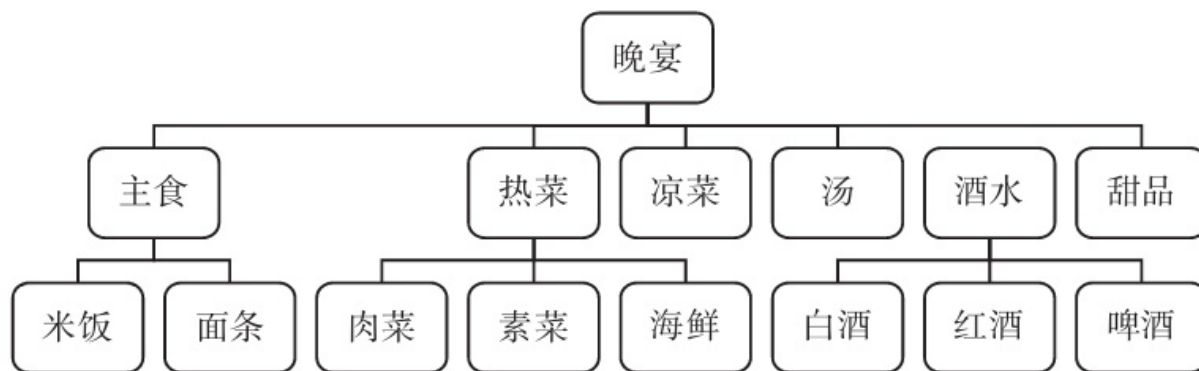 晚宴
主食 热菜 凉菜 汤 酒水 甜品
米饭 面条 肉菜 素菜 海鲜 白酒 红酒 啤酒